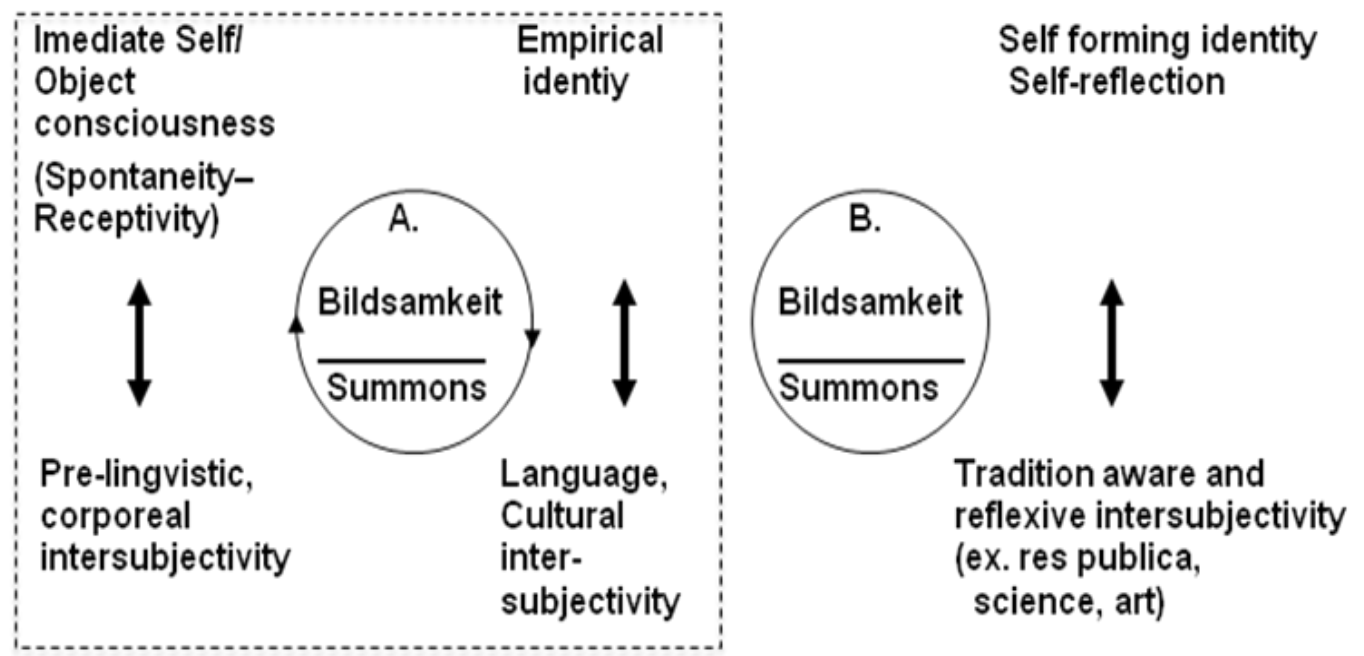 Imediate Self/
Object
consciousness
(Spontaneity–
Receptivity)
Empirical
identiy
Self forming identity
Self-reflection
A.
Bildsamkeit
Summons
B.
Bildsamkeit
Summons
Pre-lingvistic,
corporeal
intersubjectivity
Language,
Cultural
inter-
subjectivity
Tradition aware and
reflexive intersubjectivity
(ex. res publica,
science, art)